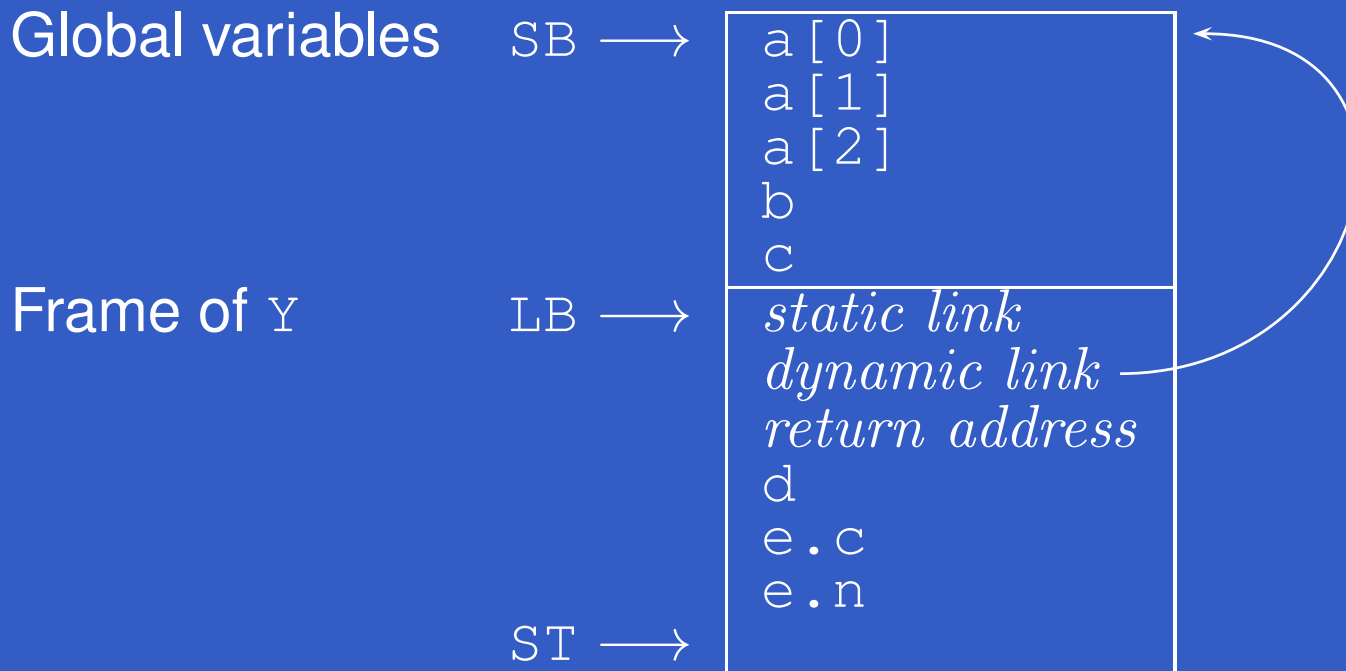 Global variables SB ⟶ a[0]
a[1]
a[2]
b
c
Frame of Y LB ⟶ static link
dynamic link
return address
d
e.c
e.n
ST ⟶